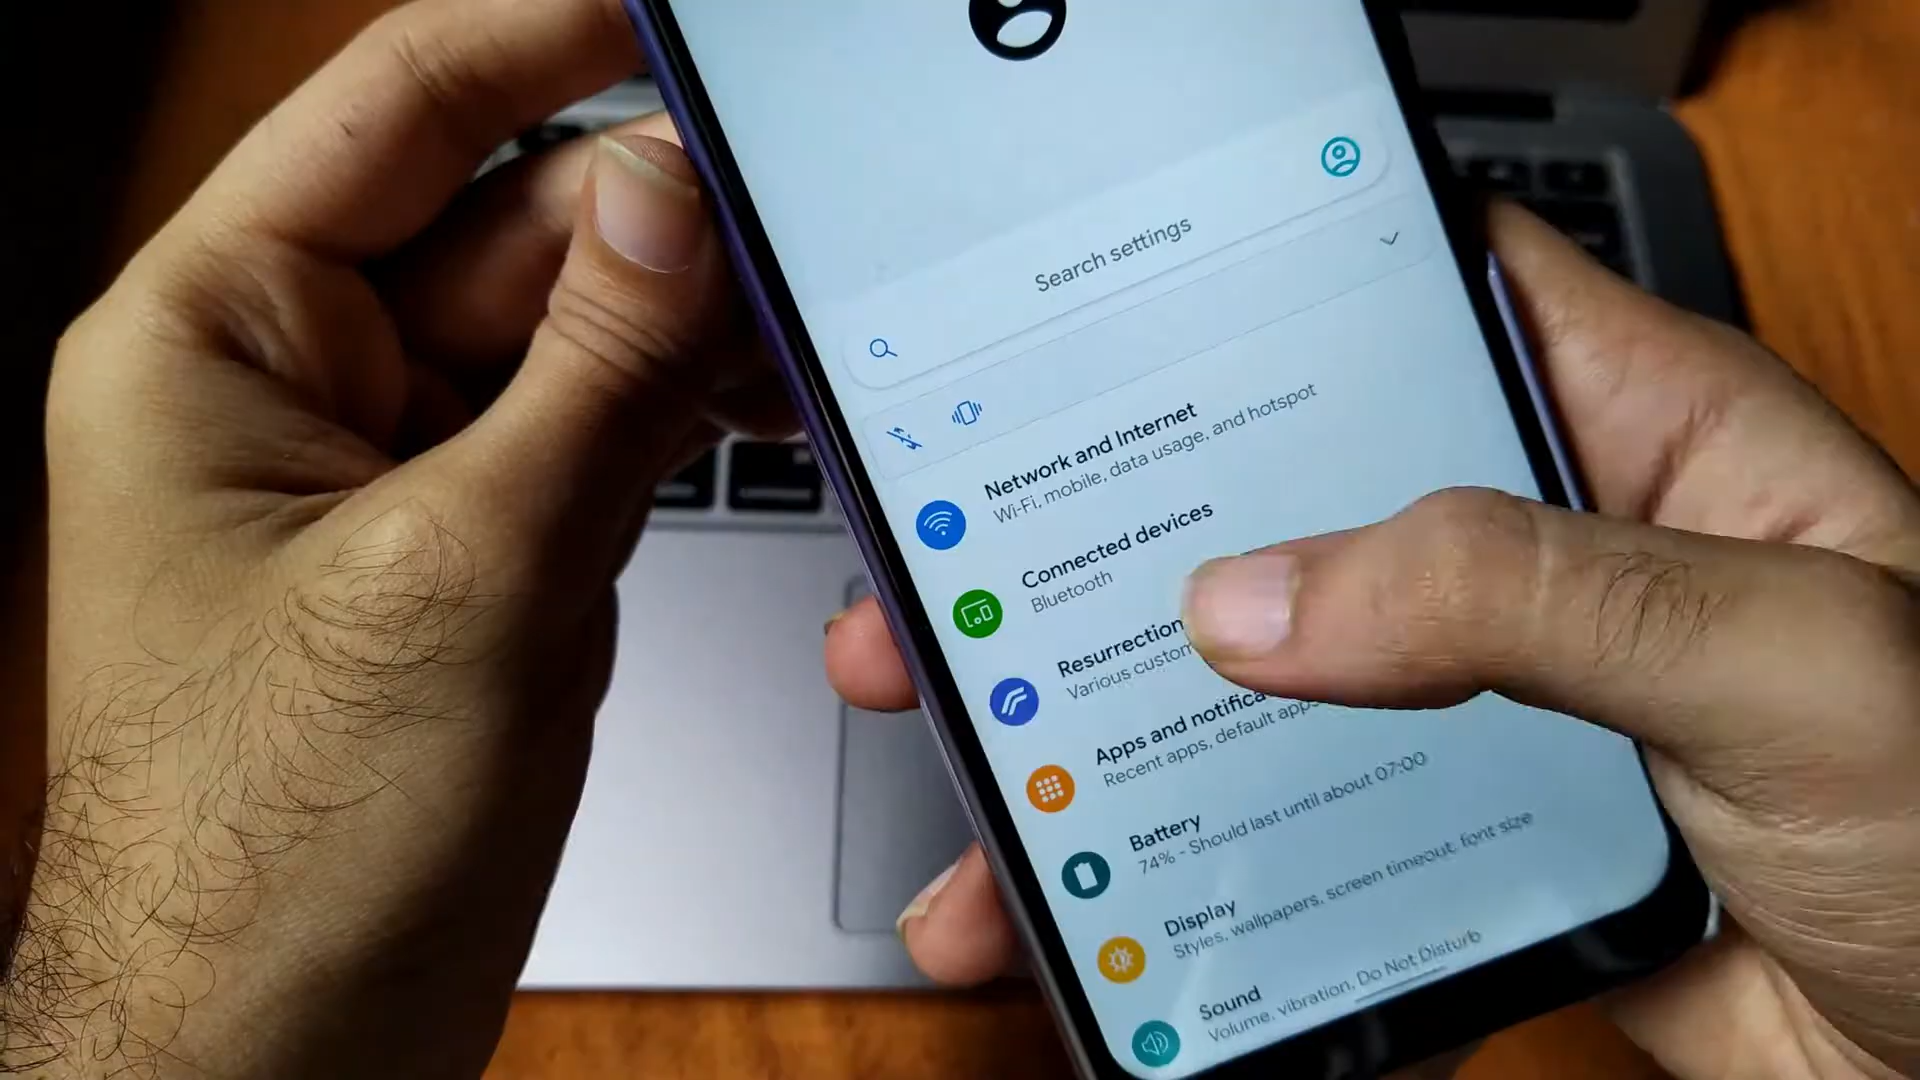 Search settings
Network and Internet
Wi-Fi, mobile, data usage, and hotspot
Connected devices
Bluetooth
Resurrection
Various custom
Apps and notifica
Recent apps, default apps
Battery
74% - Should last until about 07:00
Display
Styles, wallpapers, screen timeout, font size
Sound
Volume, vibration, Do Not Disturb